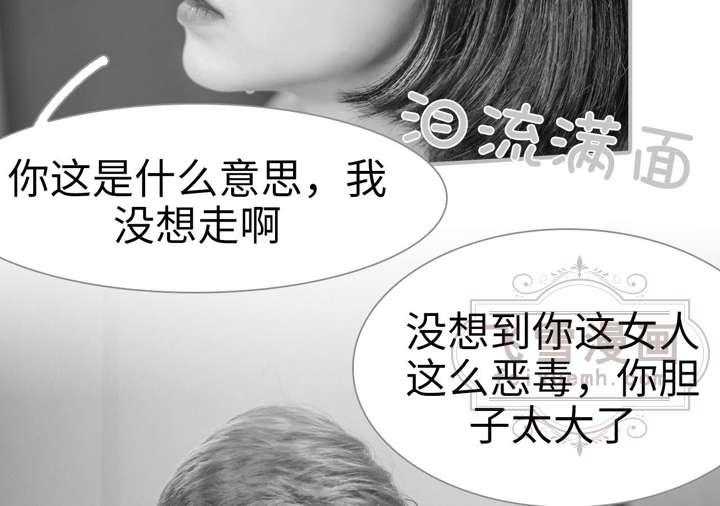 泪流满面
你这是什么意思，我
没想走啊
没想到你这女人
这么恶毒，你胆
子太大了